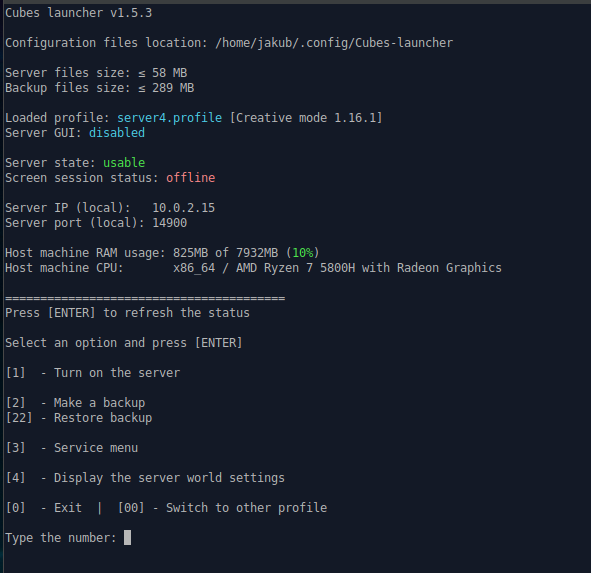 Cubes launcher v1.5.3
Configuration files location: /home/jakub/.config/Cubes-launcher
Server files size: ≤ 58 MB
Backup files size: ≤ 289 MB
Loaded profile: server4.profile [Creative mode 1.16.1]
Server GUI: disabled
Server state: usable
Screen session status: offline
Server IP (local):   10.0.2.15
Server port (local): 14900
Host machine RAM usage: 825MB of 7932MB (10%)
Host machine CPU:       x86_64 / AMD Ryzen 7 5800H with Radeon Graphics
========================================
Press [ENTER] to refresh the status
Select an option and press [ENTER]
[1]  - Turn on the server
[2]  - Make a backup
[22] - Restore backup
[3]  - Service menu
[4]  - Display the server world settings
[0]  - Exit  |  [00] - Switch to other profile
Type the number: